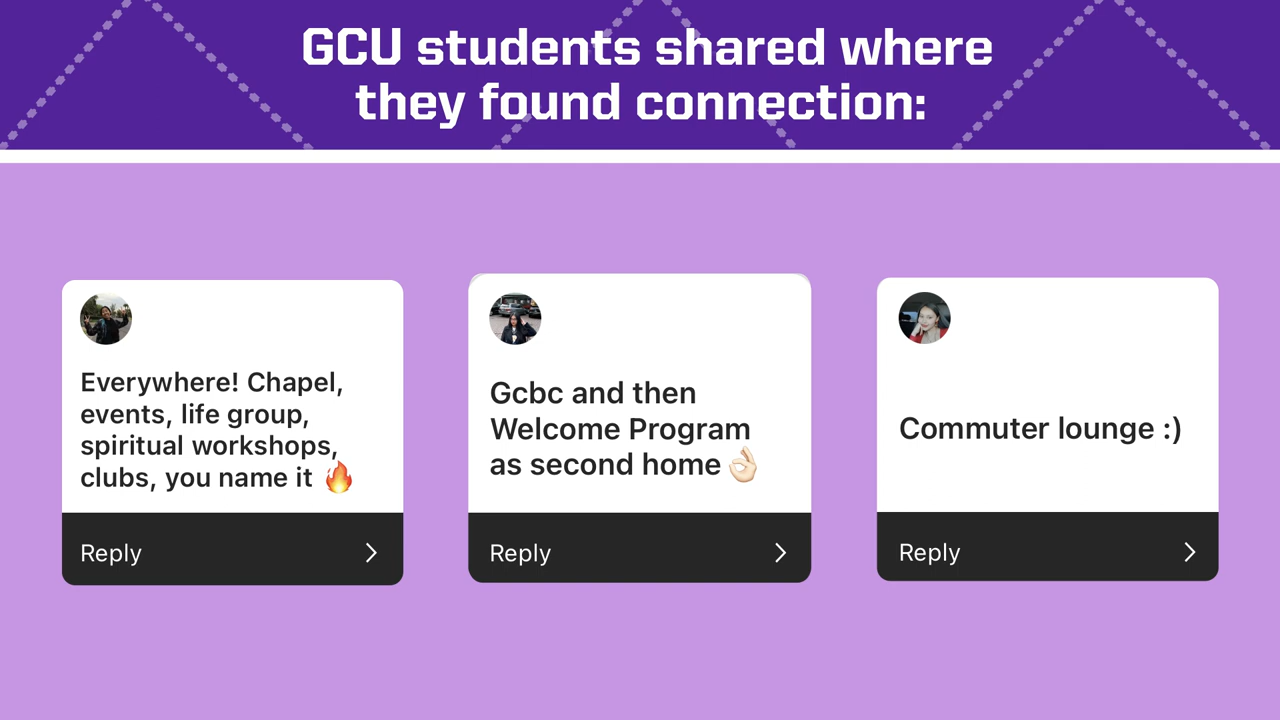 GCU students shared where
they found connection:
Everywhere! Chapel,
events, life group,
spiritual workshops,
clubs, you name it 🔥
Reply
Gcbc and then
Welcome Program
as second home 👌🏻
Reply
Commuter lounge :)
Reply